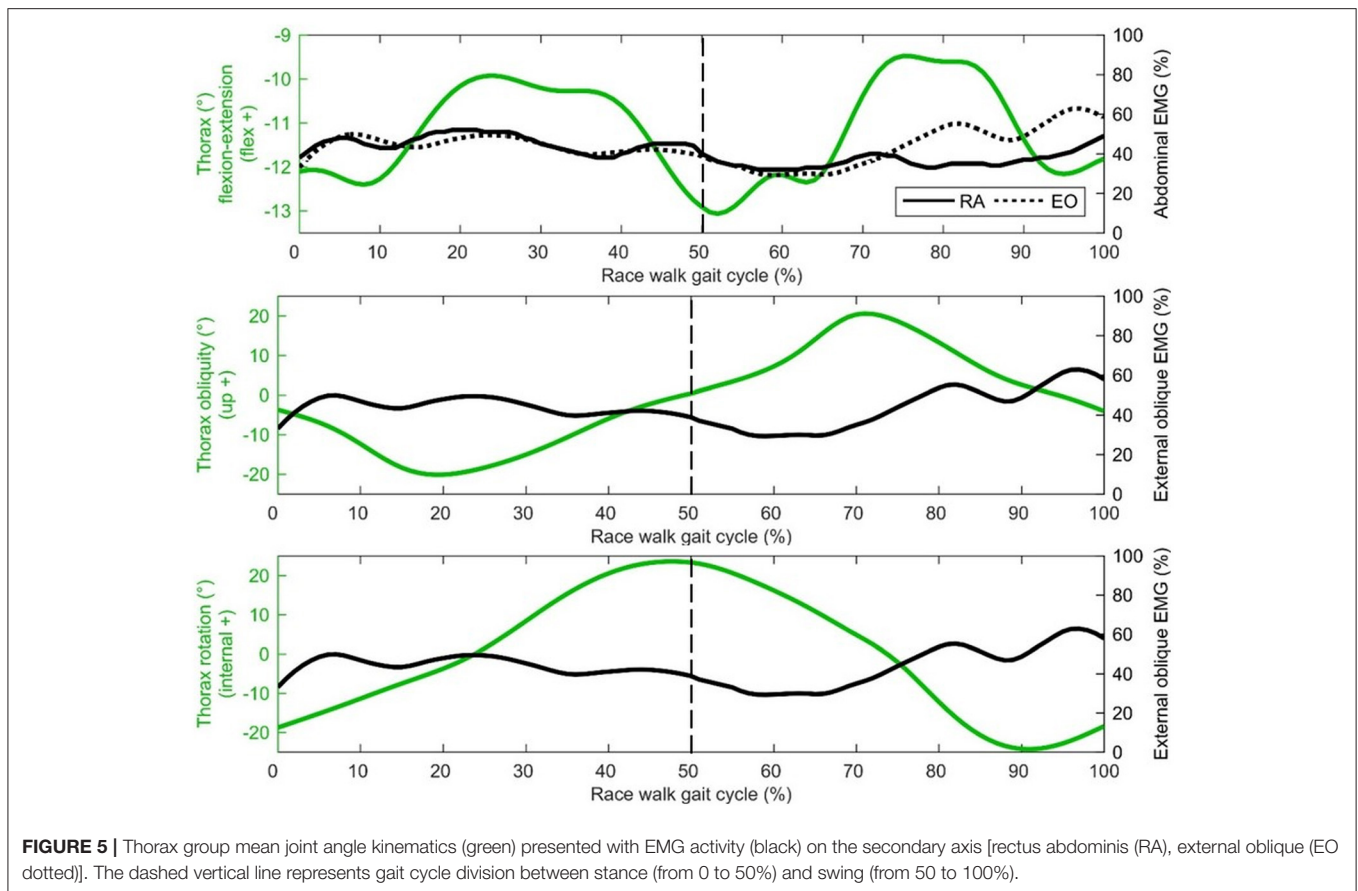 -9
-10
-11
-12
-13
Thorax (°)
flexion-extension
(flex +)
100
80
60
40
20
0
Abdominal EMG (%)
RA EO
0 10 20 30 40 50 60 70 80 90 100
Race walk gait cycle (%)
20
10
0
-10
-20
Thorax obliquity (°)
(up +)
100
80
60
40
20
0
External oblique EMG (%)
0 10 20 30 40 50 60 70 80 90 100
Race walk gait cycle (%)
20
10
0
-10
-20
Thorax rotation (°)
(internal +)
100
80
60
40
20
0
External oblique EMG (%)
0 10 20 30 40 50 60 70 80 90 100
Race walk gait cycle (%)
FIGURE 5 | Thorax group mean joint angle kinematics (green) presented with EMG activity (black) on the secondary axis [rectus abdominis (RA), external oblique (EO
dotted)]. The dashed vertical line represents gait cycle division between stance (from 0 to 50%) and swing (from 50 to 100%).